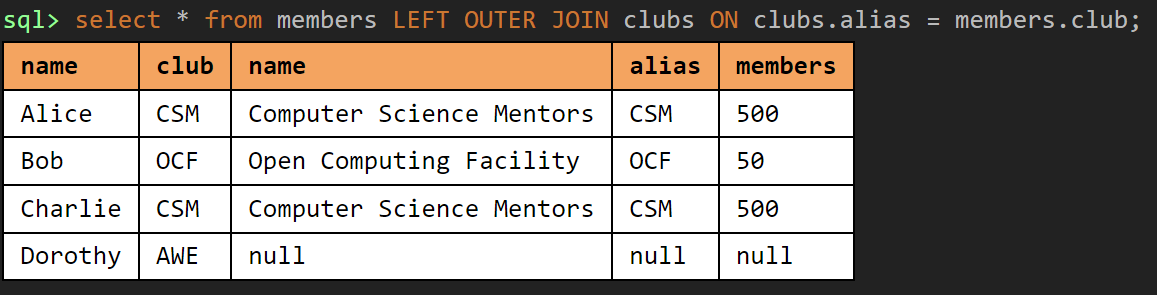 sql> select * from members LEFT OUTER JOIN clubs ON clubs.alias = members.club;
name club name alias members
Alice CSM Computer Science Mentors CSM 500
Bob OCF Open Computing Facility OCF 50
Charlie CSM Computer Science Mentors CSM 500
Dorothy AWE null null null